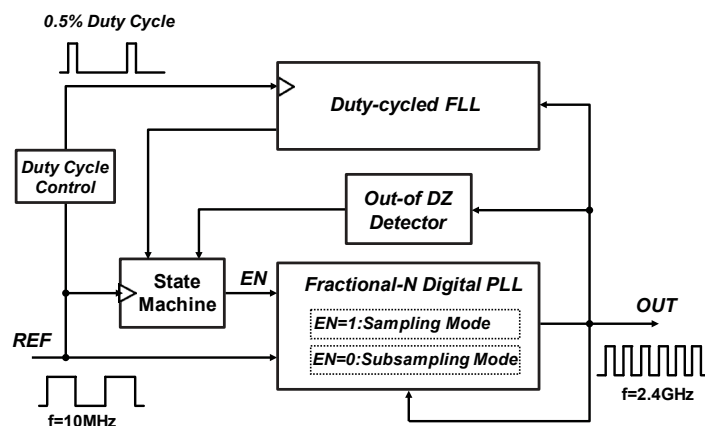 0.5% Duty Cycle
Duty-cycled FLL
Duty Cycle
Control
Out-of DZ
Detector
State
Machine
EN
Fractional-N Digital PLL
EN=1:Sampling Mode
EN=0:Subsampling Mode
OUT
REF
f=10MHz
f=2.4GHz